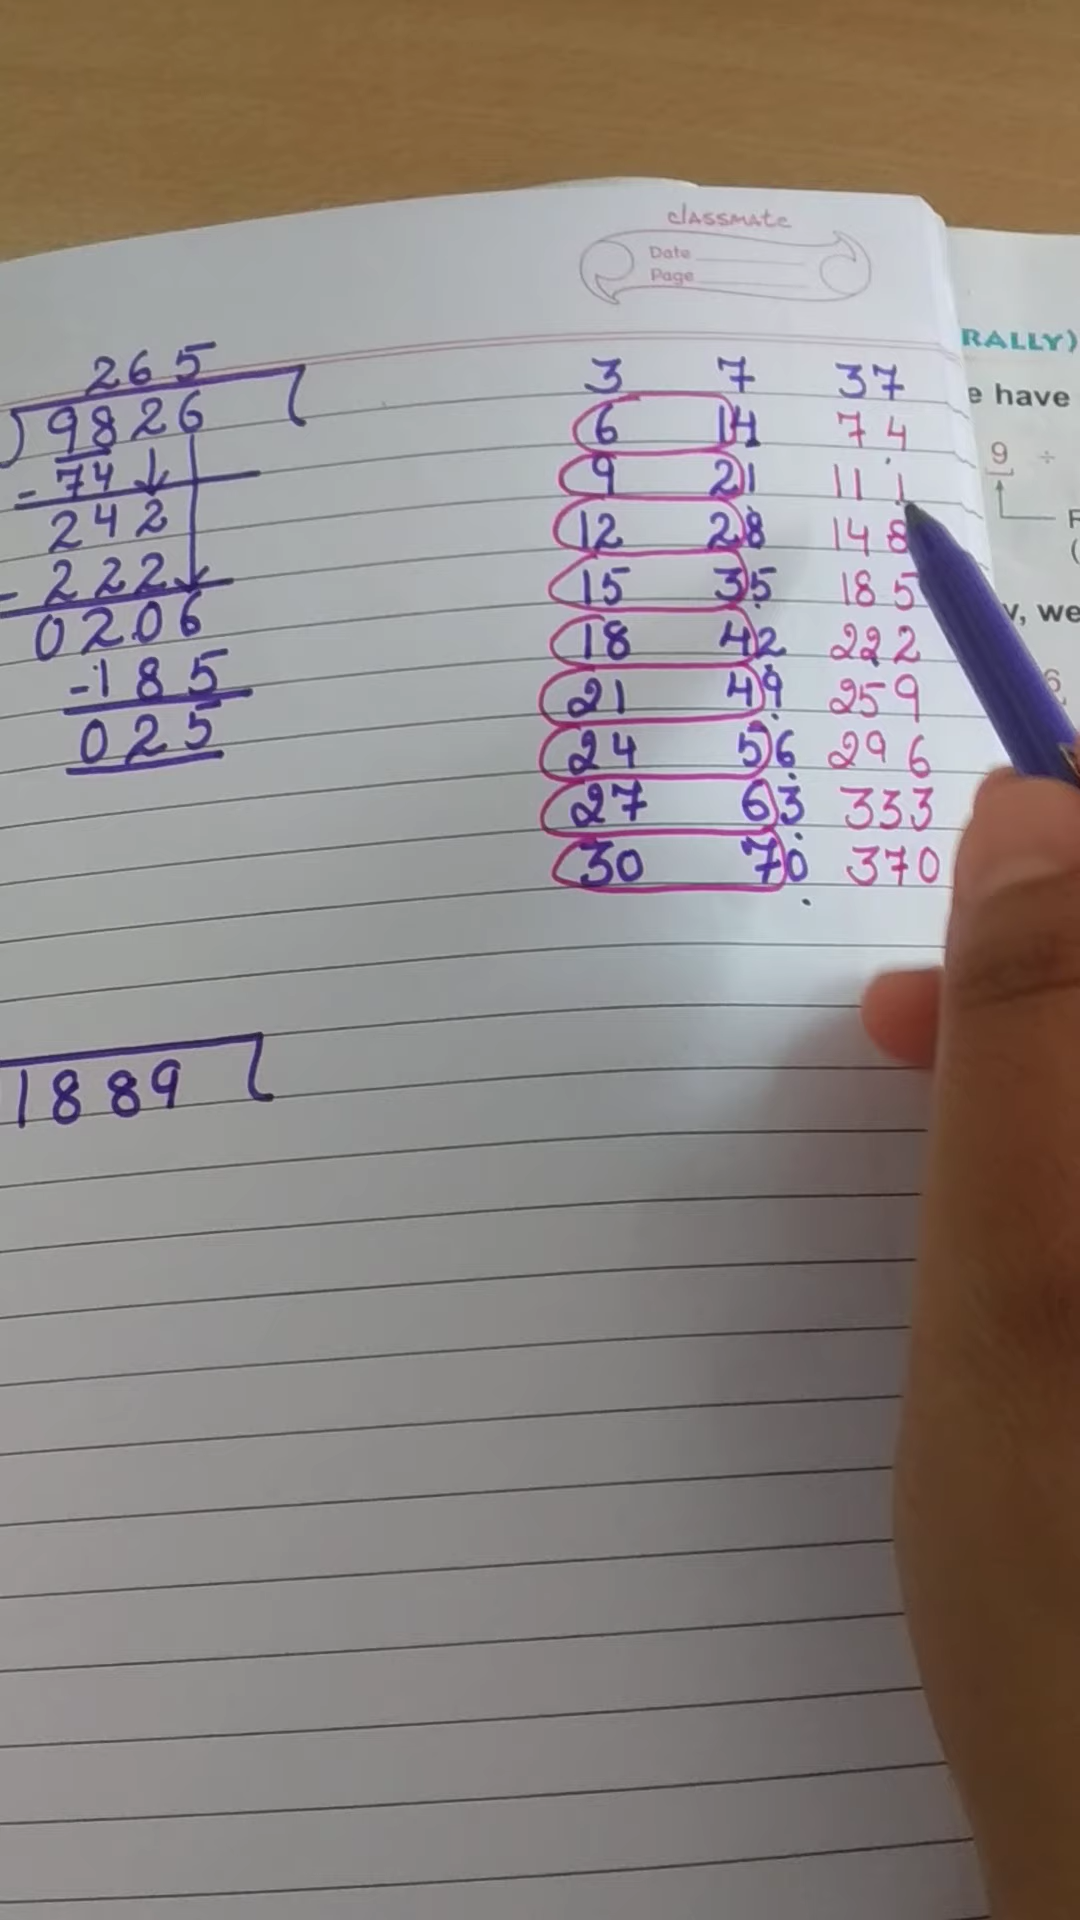 classmate
Date
Page
RALLY)
e have
9 ÷
265
9826
- 74
242
- 222
0206
-185
025
3 7 37
6 14 74
9 21 111
12 28 148
15 35 185
18 42 222
21 49 259
24 56 296
27 63 333
30 70 370
, we
6
1889